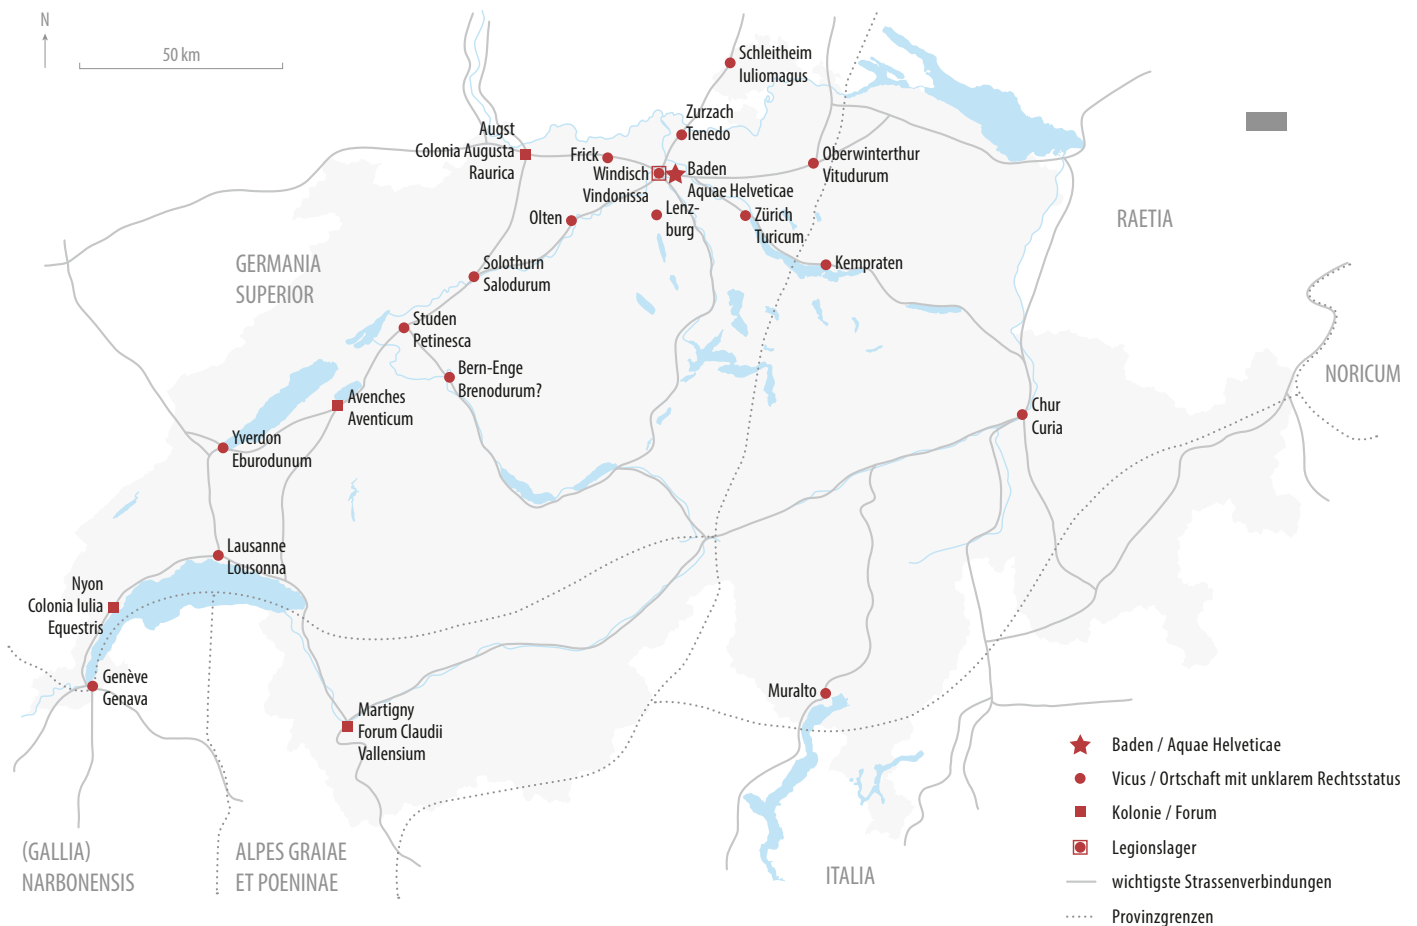 N
50 km
Schleitheim
Iuliomagus
Zurzach
Tenedo
Augst
Colonia Augusta
Raurica
Frick
Windisch
Vindonissa
Baden
Aquae Helveticae
Oberwinterthur
Vitudurum
Lenz-
burg
Zürich
Turicum
Olten
Kempraten
RAETIA
GERMANIA
SUPERIOR
Solothurn
Salodurum
Studen
Petinesca
Bern-Enge
Brenodurum?
NORICUM
Avenches
Aventicum
Chur
Curia
Yverdon
Eburodunum
Lausanne
Lousonna
Nyon
Colonia Iulia
Equestris
Genève
Genava
Martigny
Forum Claudii
Vallensium
Muralto
(GALLIA)
NARBONENSIS
ALPES GRAIAE
ET POENINAE
ITALIA
Baden / Aquae Helveticae
Vicus / Ortschaft mit unklarem Rechtsstatus
Kolonie / Forum
Legionslager
wichtigste Strassenverbindungen
Provinzgrenzen